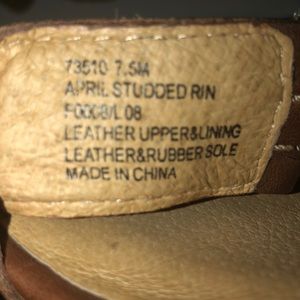 73510 7.5M
APRIL STUDDED RIN
F0008/L 08
LEATHER UPPER&LINING
LEATHER&RUBBER SOLE
MADE IN CHINA